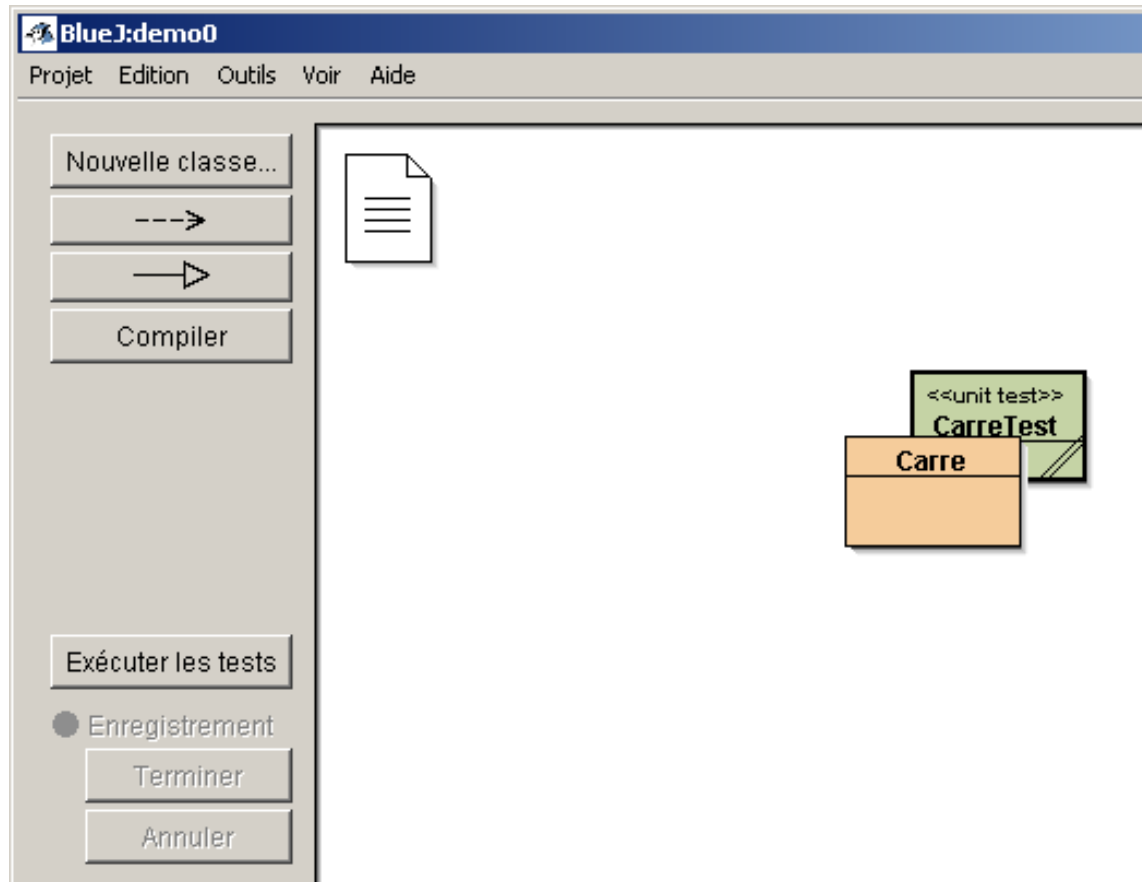 BlueJ:demo0
Projet Edition Outils Voir Aide
Nouvelle classe...
Compiler
<<unit test>>
CarreTest
Carre
Exécuter les tests
Enregistrement
Terminer
Annuler